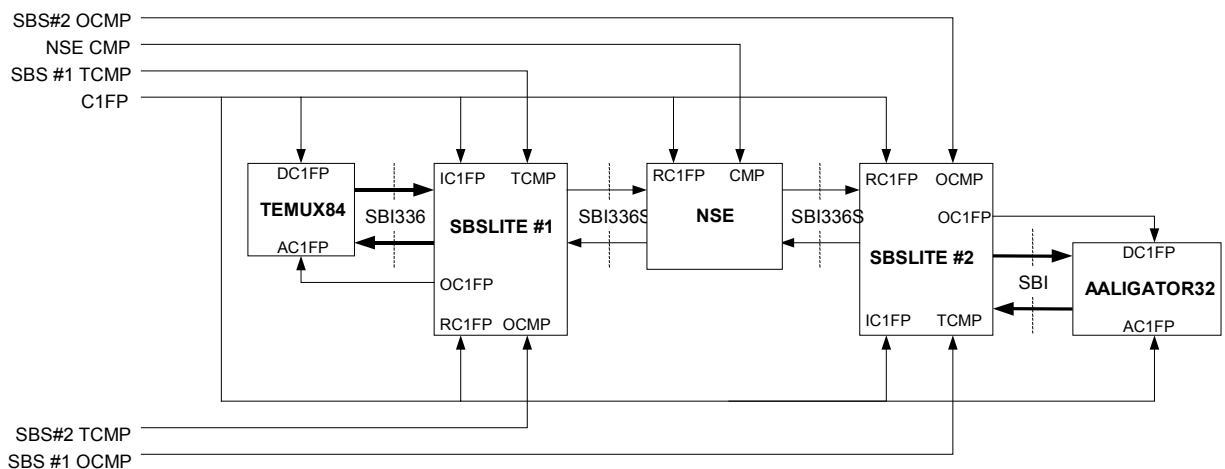 SBS#2 OCMP
NSE CMP
SBS #1 TCMP
C1FP
DC1FP
TEMUX84
AC1FP
SBI336
IC1FP TCMP
SBSLITE #1
OC1FP
RC1FP OCMP
SBI336S
RC1FP CMP
NSE
SBI336S
RC1FP OCMP
OC1FP
SBSLITE #2
IC1FP TCMP
SBI
DC1FP
AALIGATOR32
AC1FP
SBS#2 TCMP
SBS #1 OCMP